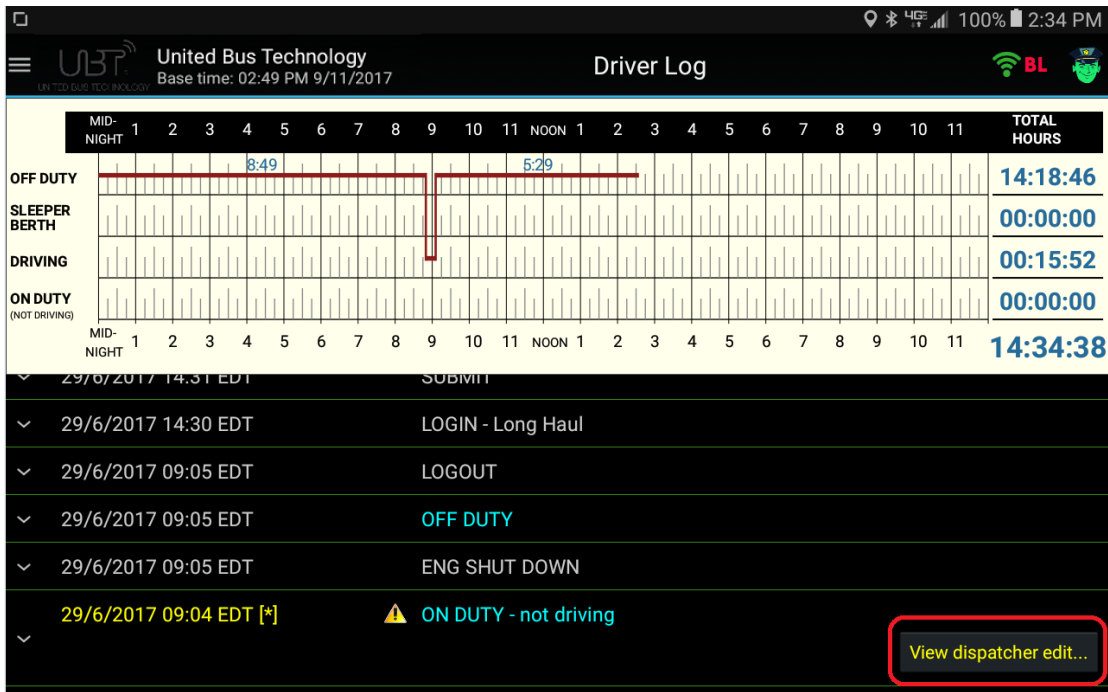 4G 100% 2:34 PM
UBT
UNITED BUS TECHNOLOGY
United Bus Technology
Base time: 02:49 PM 9/11/2017
Driver Log
BL
MID-
NIGHT 1 2 3 4 5 6 7 8 9 10 11 NOON 1 2 3 4 5 6 7 8 9 10 11
TOTAL
HOURS
8:49 5:29
OFF DUTY 14:18:46
SLEEPER
BERTH 00:00:00
DRIVING 00:15:52
ON DUTY
(NOT DRIVING) 00:00:00
MID-
NIGHT 1 2 3 4 5 6 7 8 9 10 11 NOON 1 2 3 4 5 6 7 8 9 10 11
14:34:38
29/6/2017 14:31 EDT SUBMIT
29/6/2017 14:30 EDT LOGIN - Long Haul
29/6/2017 09:05 EDT LOGOUT
29/6/2017 09:05 EDT OFF DUTY
29/6/2017 09:05 EDT ENG SHUT DOWN
29/6/2017 09:04 EDT [*] ON DUTY - not driving
View dispatcher edit...